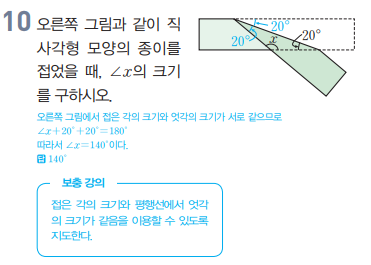 10 오른쪽 그림과 같이 직
사각형 모양의 종이를
접었을 때, ∠x의 크기
를 구하시오.
20°
20°
x
20°
오른쪽 그림에서 접은 각의 크기와 엇각의 크기가 서로 같으므로
∠x+20°+20°=180°
따라서 ∠x=140°이다.
답 140°
보충 강의
접은 각의 크기와 평행선에서 엇각
의 크기가 같음을 이용할 수 있도록
지도한다.